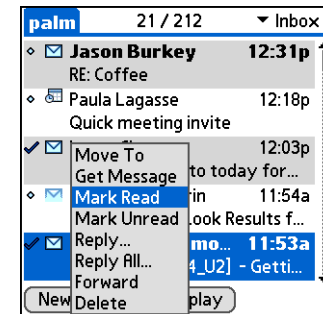 palm 21 / 212 Inbox
Jason Burkey 12:31p
RE: Coffee
Paula Lagasse 12:18p
Quick meeting invite
12:03p
to today for...
rin 11:54a
Look Results f...
mo... 11:53a
4_U2] - Getti...
Move To
Get Message
Mark Read
Mark Unread
Reply...
Reply All...
Forward
Delete
New play